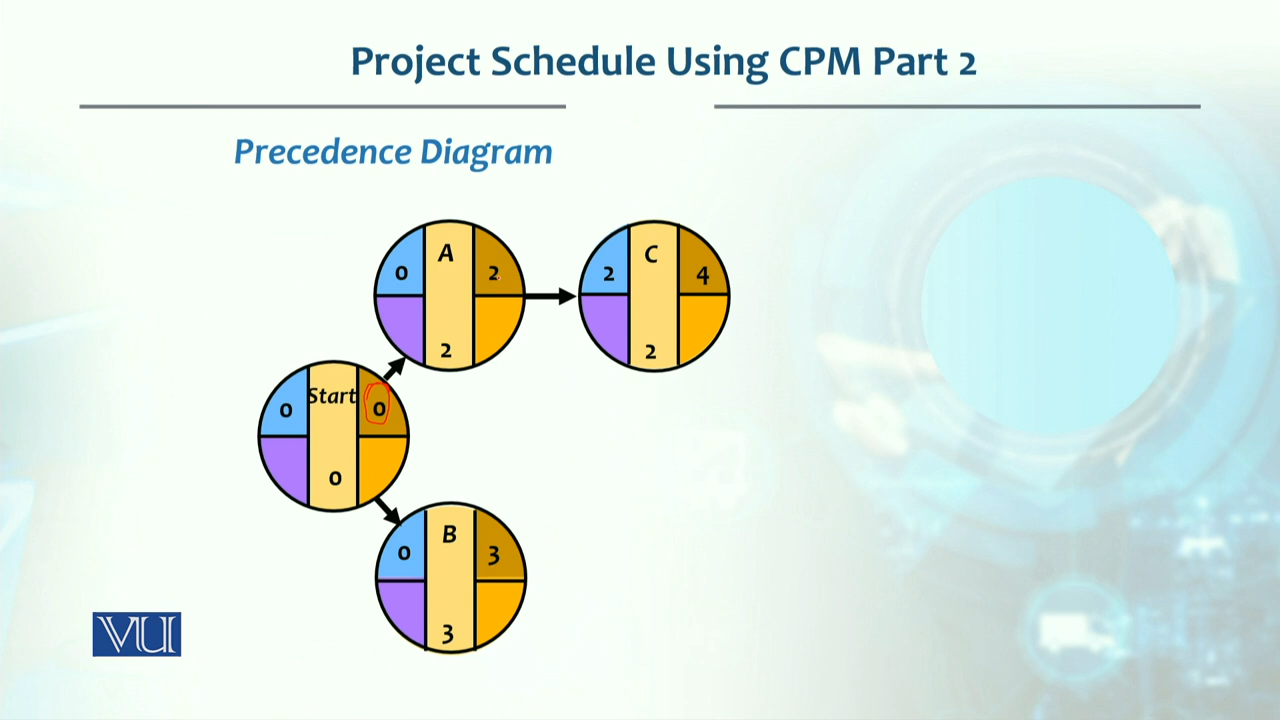 Project Schedule Using CPM Part 2
Precedence Diagram
A
0 2
2
C
2 4
2
Start
0 0
0
B
0 3
3
VU